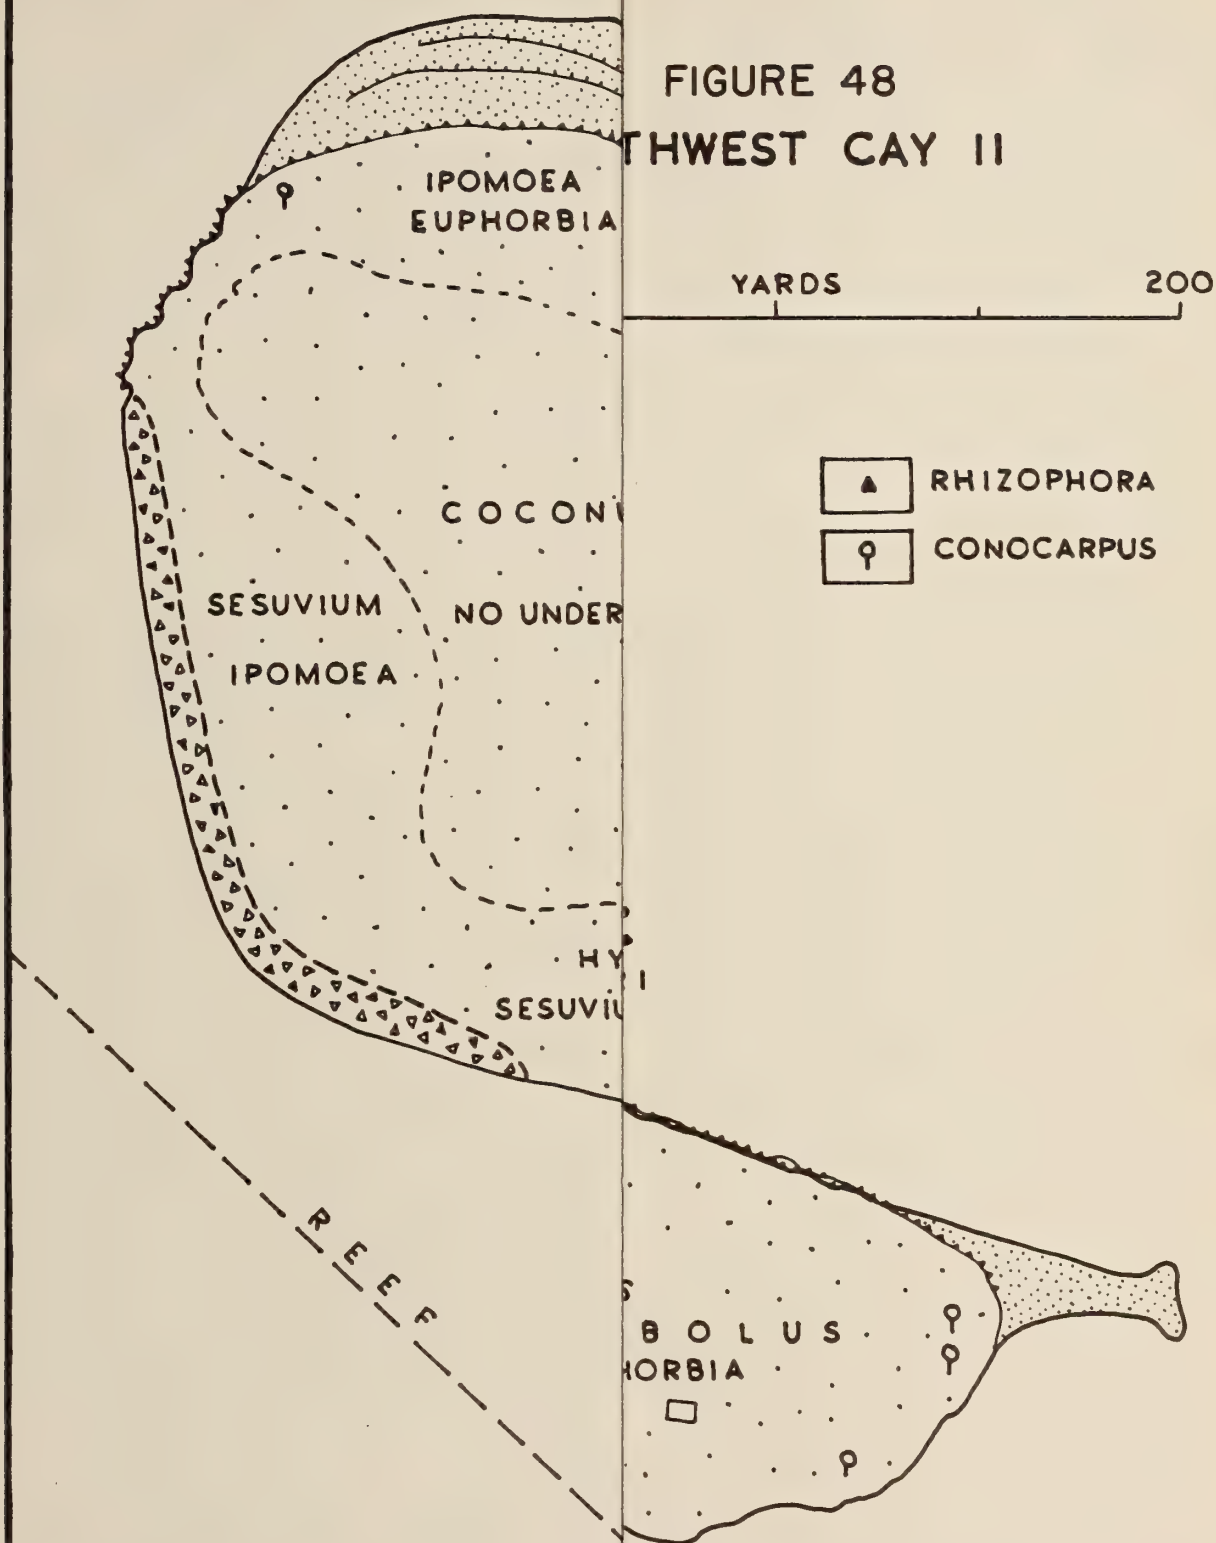 FIGURE 48
THWEST CAY II
IPOMOEA
EUPHORBIA
YARDS 200
RHIZOPHORA
CONOCARPUS
COCON
SESUVIUM
NO UNDER
IPOMOEA
HY
SESUVIU
REEF
BOLUS
HORBIA